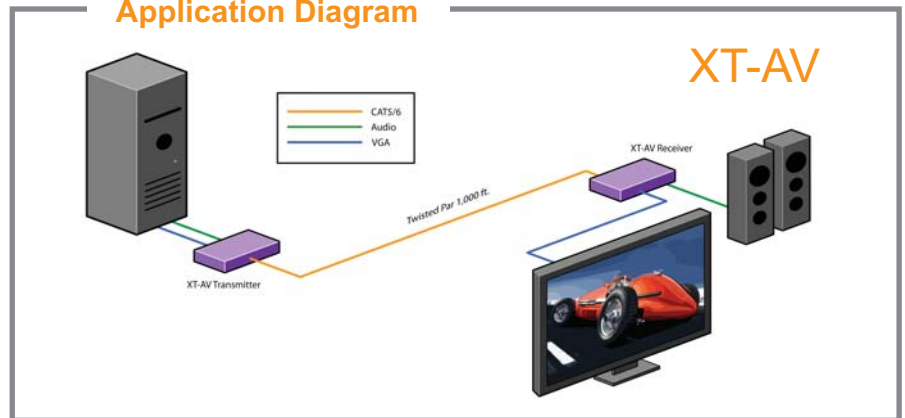 Application Diagram
XT-AV
CAT5/6
Audio
VGA
XT-AV Receiver
Twisted Par 1,000 ft.
XT-AV Transmitter